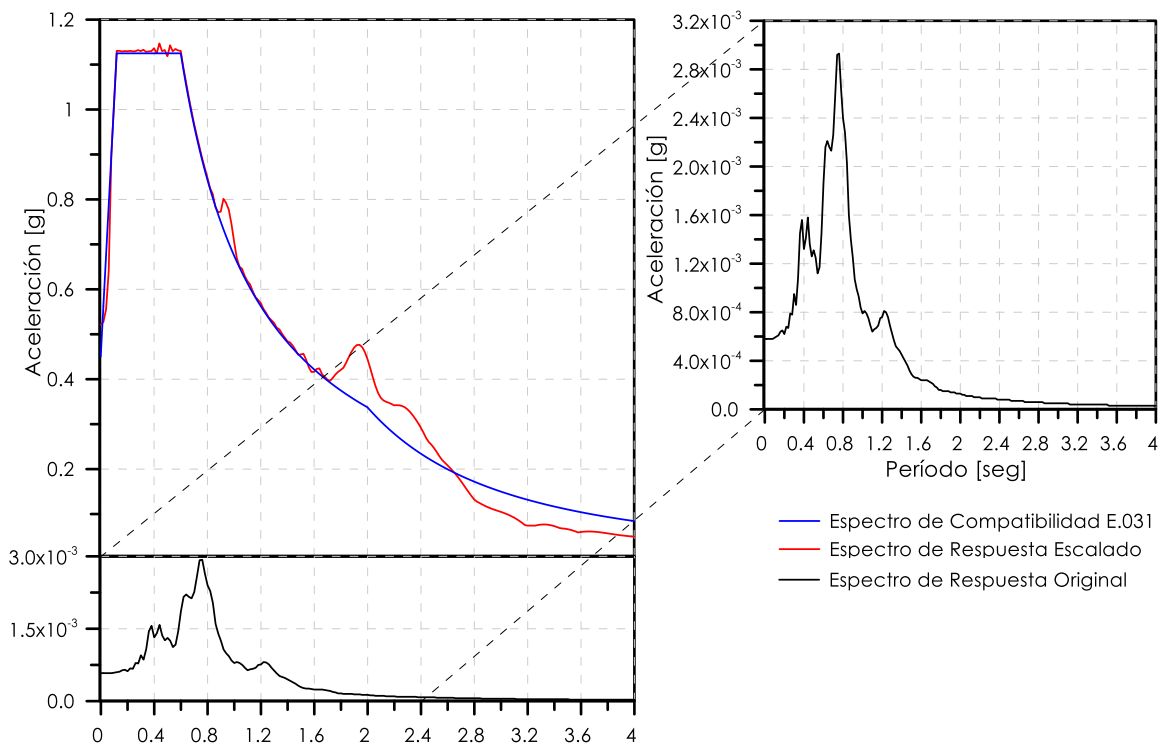 1.2
1
0.8
0.6
0.4
0.2
Aceleración [g]
3.0x10⁻³
1.5x10⁻³
0.0
0 0.4 0.8 1.2 1.6 2 2.4 2.8 3.2 3.6 4
3.2x10⁻³
2.8x10⁻³
2.4x10⁻³
2.0x10⁻³
1.6x10⁻³
1.2x10⁻³
8.0x10⁻⁴
4.0x10⁻⁴
0.0
Aceleración [g]
0 0.4 0.8 1.2 1.6 2 2.4 2.8 3.2 3.6 4
Período [seg]
Espectro de Compatibilidad E.031
Espectro de Respuesta Escalado
Espectro de Respuesta Original